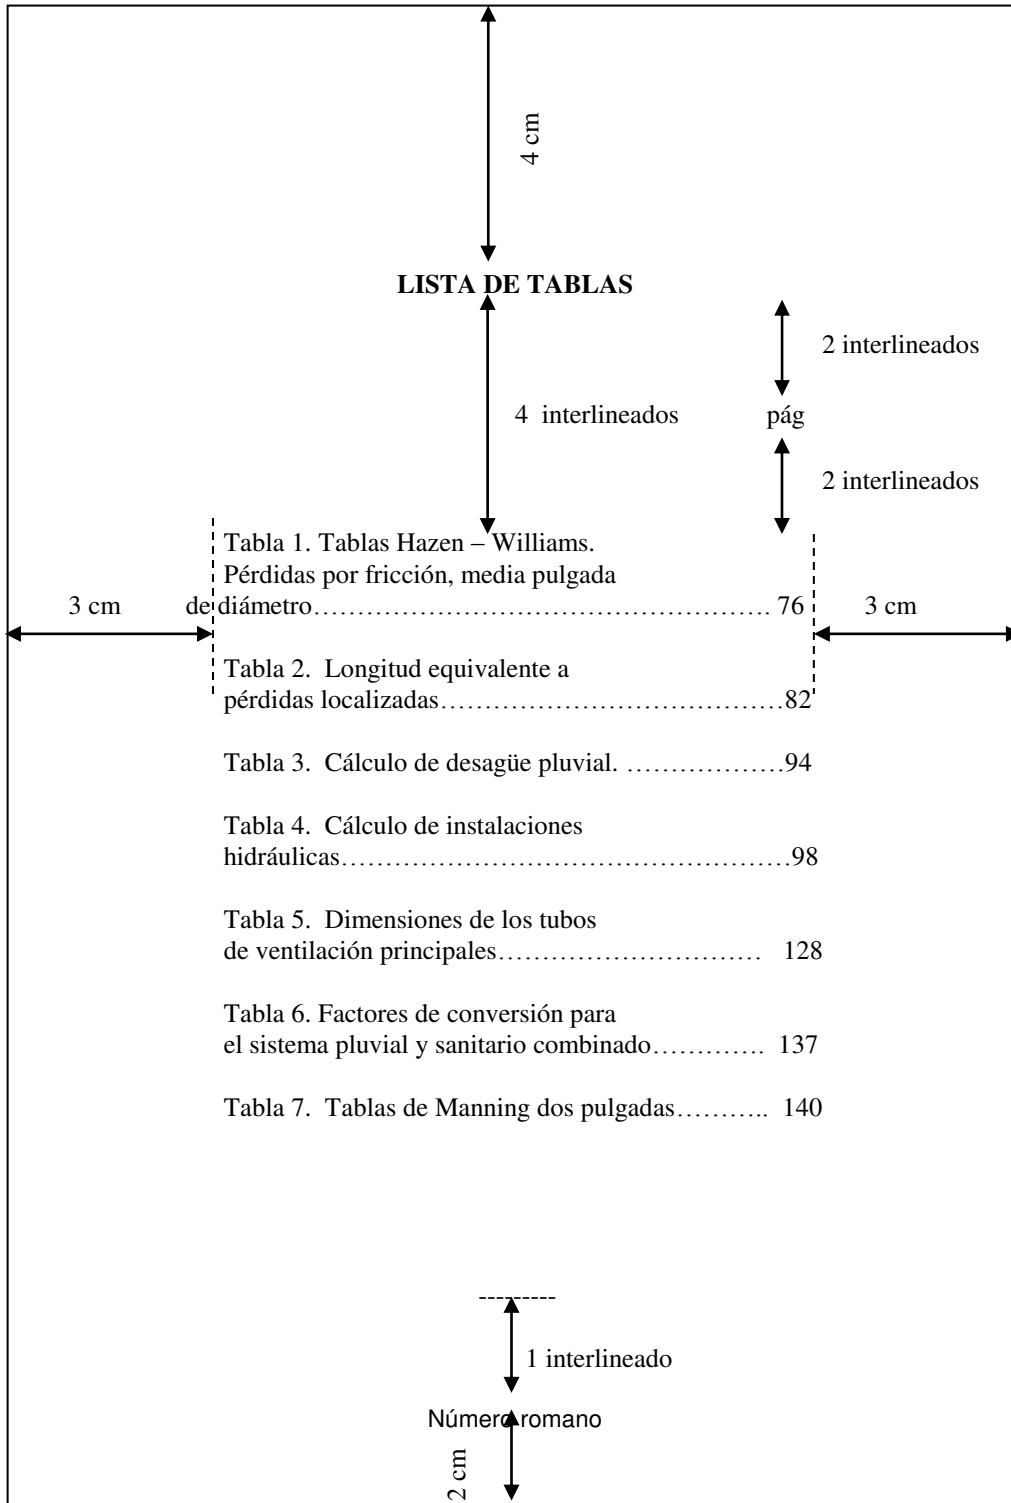 4 cm
LISTA DE TABLAS
2 interlineados
4  interlineados
pág
2 interlineados
Tabla 1. Tablas Hazen – Williams.
Pérdidas por fricción, media pulgada
3 cm
de diámetro……………………………………………. 76
3 cm
Tabla 2.  Longitud equivalente a
pérdidas localizadas…………………………………82
Tabla 3.  Cálculo de desagüe pluvial. ………………94
Tabla 4.  Cálculo de instalaciones
hidráulicas……………………………………………98
Tabla 5.  Dimensiones de los tubos
de ventilación principales…………………………  128
Tabla 6. Factores de conversión para
el sistema pluvial y sanitario combinado………….  137
Tabla 7.  Tablas de Manning dos pulgadas………..  140
---------
1 interlineado
Número romano
2 cm